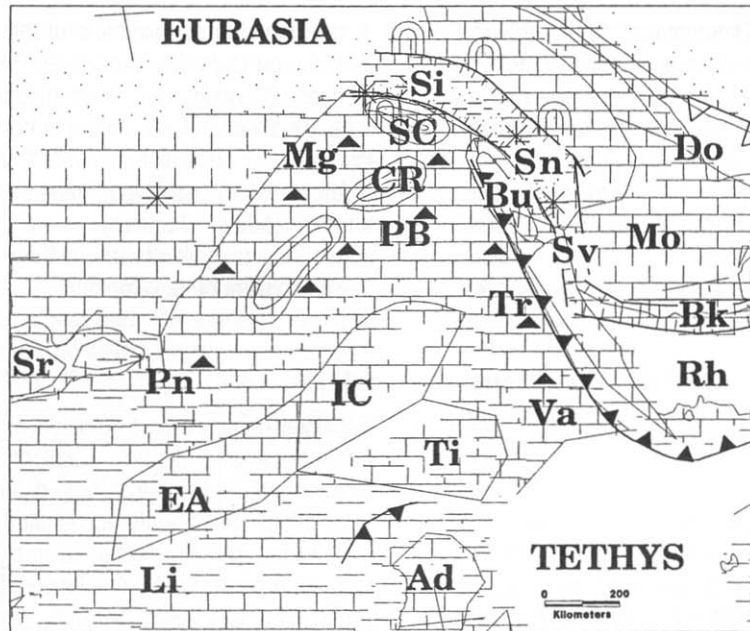 EURASIA
Si
SC
Do
Mg
Sn
CR
Bu
PB
Sv
Mo
Tr
Bk
Sr
Pn
IC
Rh
Va
Ti
EA
TETHYS
Li
Ad
0 200
Kilometers